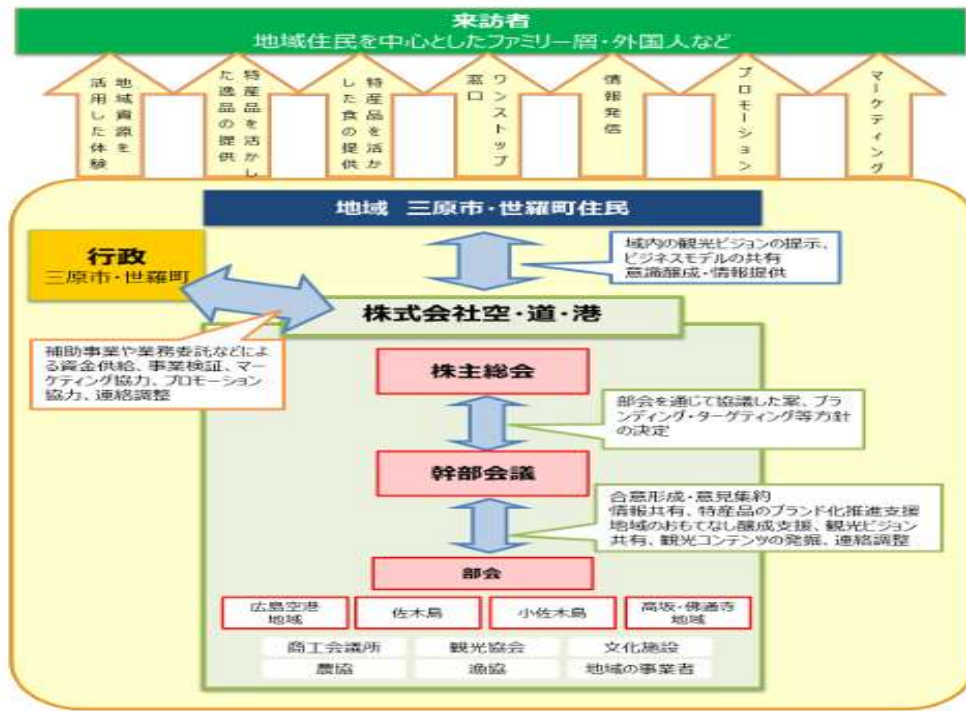 来訪者
地域住民を中心としたファミリー層・外国人など
地域資源を
活用した体験
特産品を活かし
た逸品の提供
特産品を活か
した食の提供
ワンストップ
窓口
情報発信
プロモーション
マーケティング
地域 三原市・世羅町住民
行政
三原市・世羅町
域内の観光ビジョンの提示、
ビジネスモデルの共有
意識醸成・情報提供
株式会社空・道・港
補助事業や業務委託などによ
る資金供給、事業検証、マー
ケティング協力、プロモーション
協力、連絡調整
株主総会
部会を通じて協議した案、ブラ
ンディング・ターゲティング等方針
の決定
幹部会議
合意形成・意見集約
情報共有、特産品のブランド化推進支援
地域のおもてなし醸成支援、観光ビジョン
共有、観光コンテンツの発掘、連絡調整
部会
広島空港
地域
佐木島
小佐木島
高坂・佛通寺
地域
商工会議所
観光協会
文化施設
農協
漁協
地域の事業者